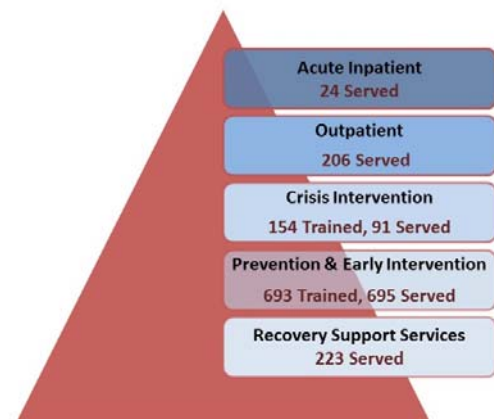 Acute Inpatient
24 Served
Outpatient
206 Served
Crisis Intervention
154 Trained, 91 Served
Prevention & Early Intervention
693 Trained, 695 Served
Recovery Support Services
223 Served